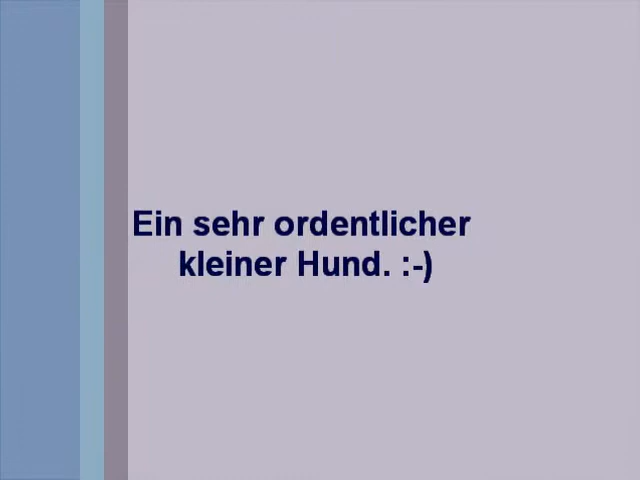 Ein sehr ordentlicher
kleiner Hund. :-)